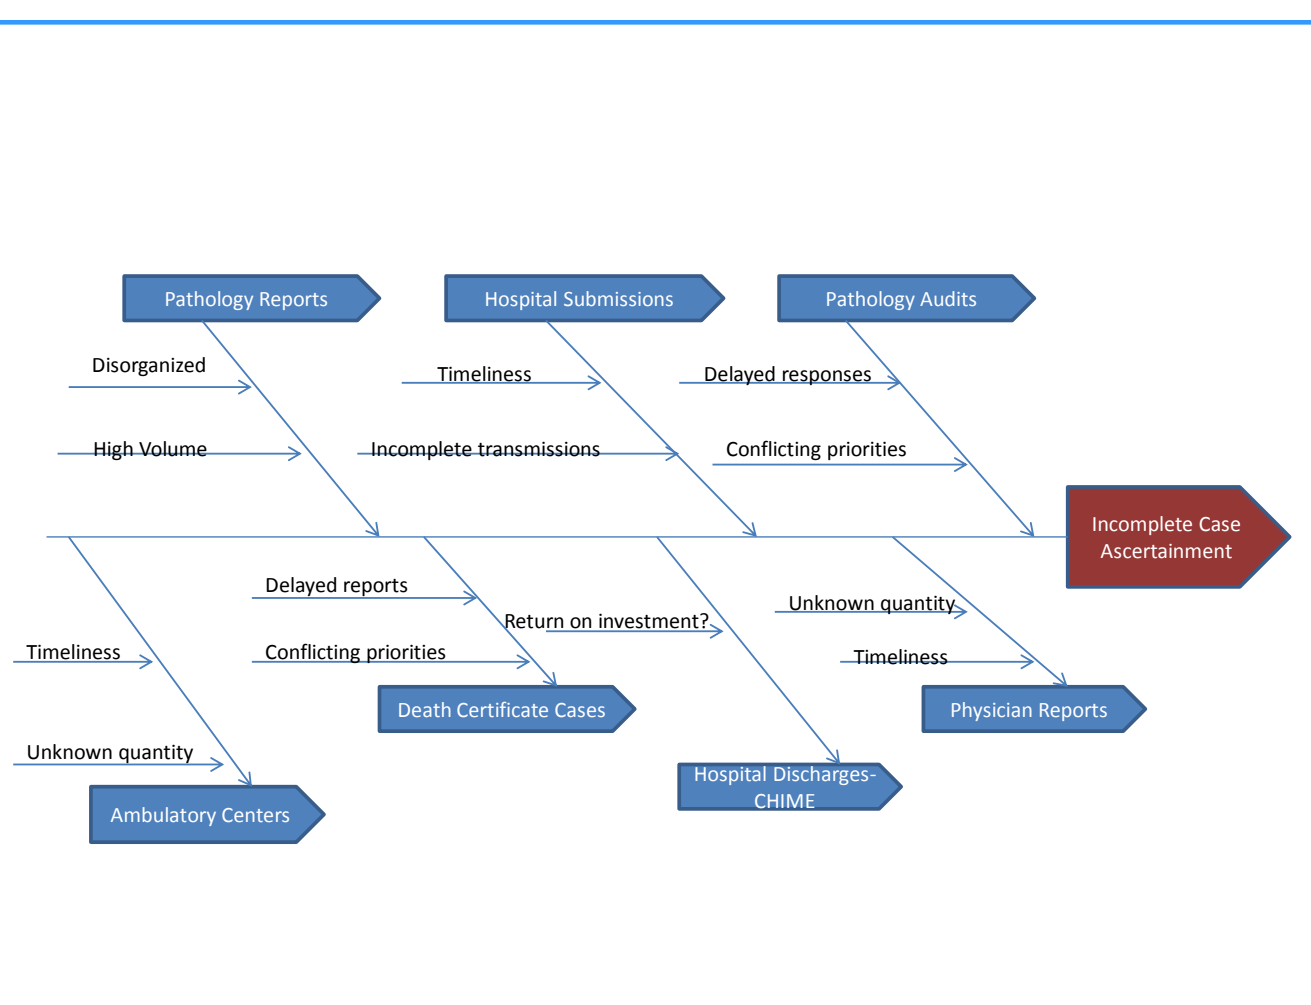 Pathology Reports
Hospital Submissions
Pathology Audits
Disorganized
Timeliness
Delayed responses
High Volume
Incomplete transmissions
Conflicting priorities
Incomplete Case
Ascertainment
Delayed reports
Unknown quantity
Return on investment?
Timeliness
Conflicting priorities
Timeliness
Death Certificate Cases
Physician Reports
Unknown quantity
Hospital Discharges-
CHIME
Ambulatory Centers